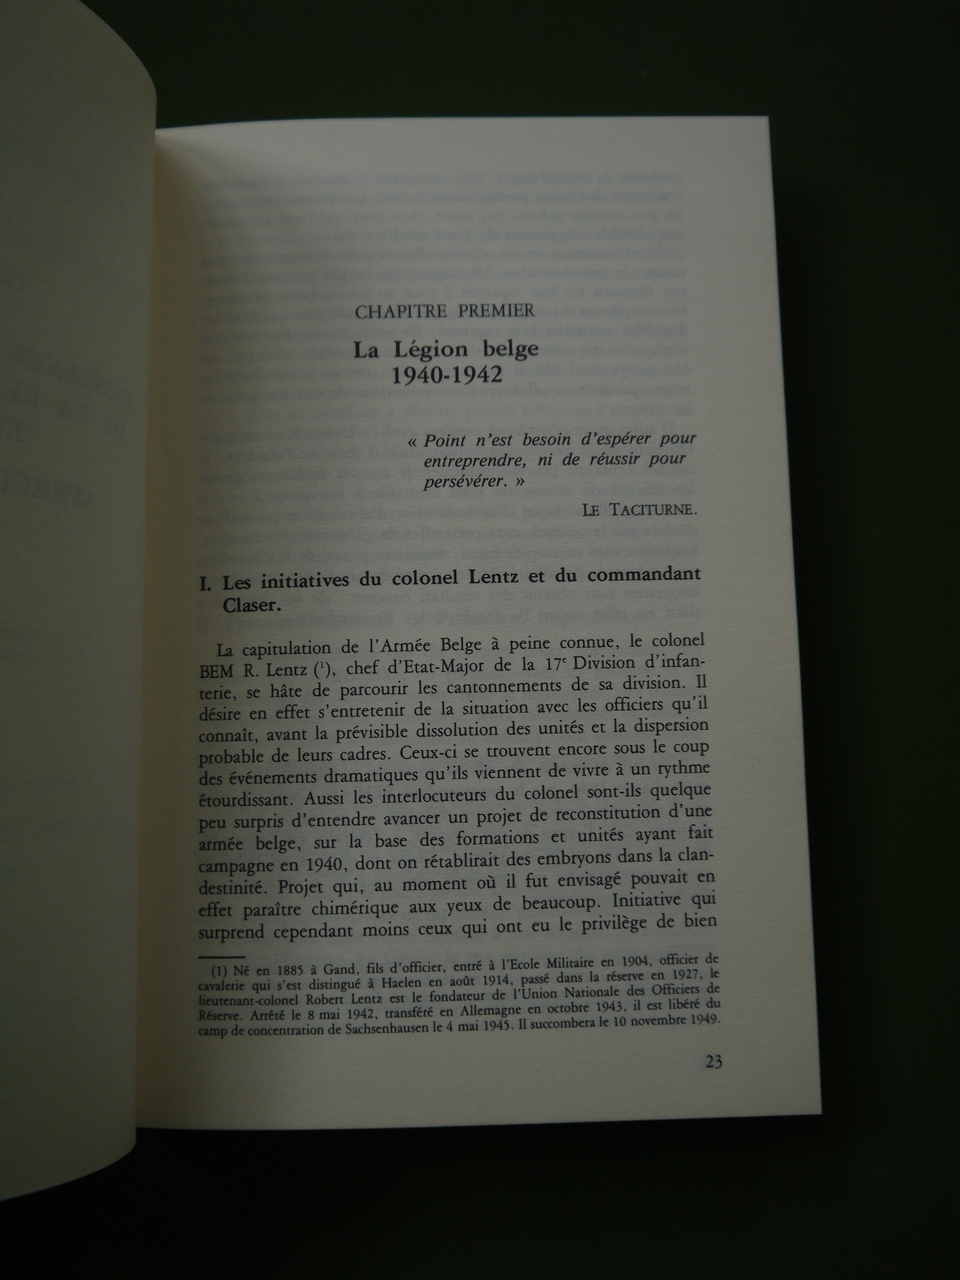 CHAPITRE PREMIER
La Légion belge
1940-1942
« Point n'est besoin d'espérer pour
entreprendre, ni de réussir pour
persévérer. »
LE TACITURNE.
I. Les initiatives du colonel Lentz et du commandant
Claser.
La capitulation de l'Armée Belge à peine connue, le colonel
BEM R. Lentz (¹), chef d'Etat-Major de la 17e Division d'infan-
terie, se hâte de parcourir les cantonnements de sa division. Il
désire en effet s'entretenir de la situation avec les officiers qu'il
connaît, avant la prévisible dissolution des unités et la dispersion
probable de leurs cadres. Ceux-ci se trouvent encore sous le coup
des événements dramatiques qu'ils viennent de vivre à un rythme
étourdissant. Aussi les interlocuteurs du colonel sont-ils quelque
peu surpris d'entendre avancer un projet de reconstitution d'une
armée belge, sur la base des formations et unités ayant fait
campagne en 1940, dont on rétablirait des embryons dans la clan-
destinité. Projet qui, au moment où il fut envisagé pouvait en
effet paraître chimérique aux yeux de beaucoup. Initiative qui
surprend cependant moins ceux qui ont eu le privilège de bien
(1) Né en 1885 à Gand, fils d'officier, entré à l'Ecole Militaire en 1904, officier de
cavalerie qui s'est distingué à Haelen en août 1914, passé dans la réserve en 1927, le
lieutenant-colonel Robert Lentz est le fondateur de l'Union Nationale des Officiers de
Réserve. Arrêté le 8 mai 1942, transféré en Allemagne en octobre 1943, il est libéré du
camp de concentration de Sachsenhausen le 4 mai 1945. Il succombera le 10 novembre 1949.
23